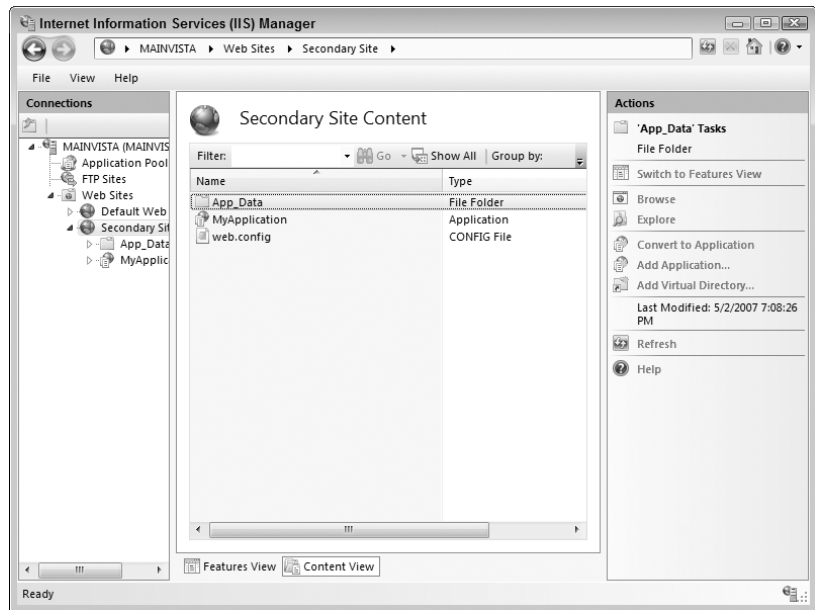 Internet Information Services (IIS) Manager
MAINVISTA Web Sites Secondary Site
File View Help
Connections
MAINVISTA (MAINVIS
Application Pool
FTP Sites
Web Sites
Default Web
Secondary Sit
App_Data
MyApplic
Secondary Site Content
Filter: Go Show All Group by:
Name Type
App_Data File Folder
MyApplication Application
web.config CONFIG File
Features View Content View
Actions
'App_Data' Tasks
File Folder
Switch to Features View
Browse
Explore
Convert to Application
Add Application...
Add Virtual Directory...
Last Modified: 5/2/2007 7:08:26
PM
Refresh
Help
Ready